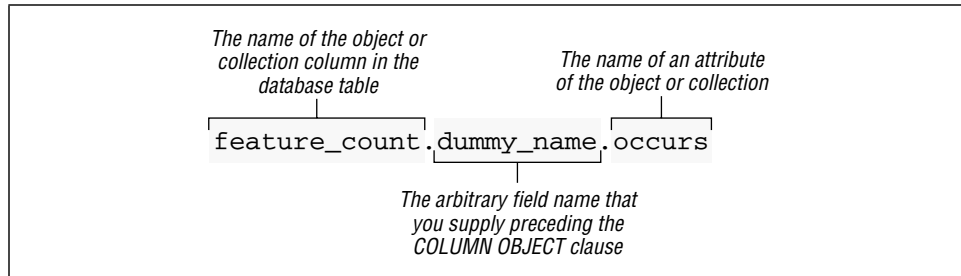 The name of the object or
collection column in the
database table
The name of an attribute
of the object or collection
feature_count.dummy_name.occurs
The arbitrary field name that
you supply preceding the
COLUMN OBJECT clause